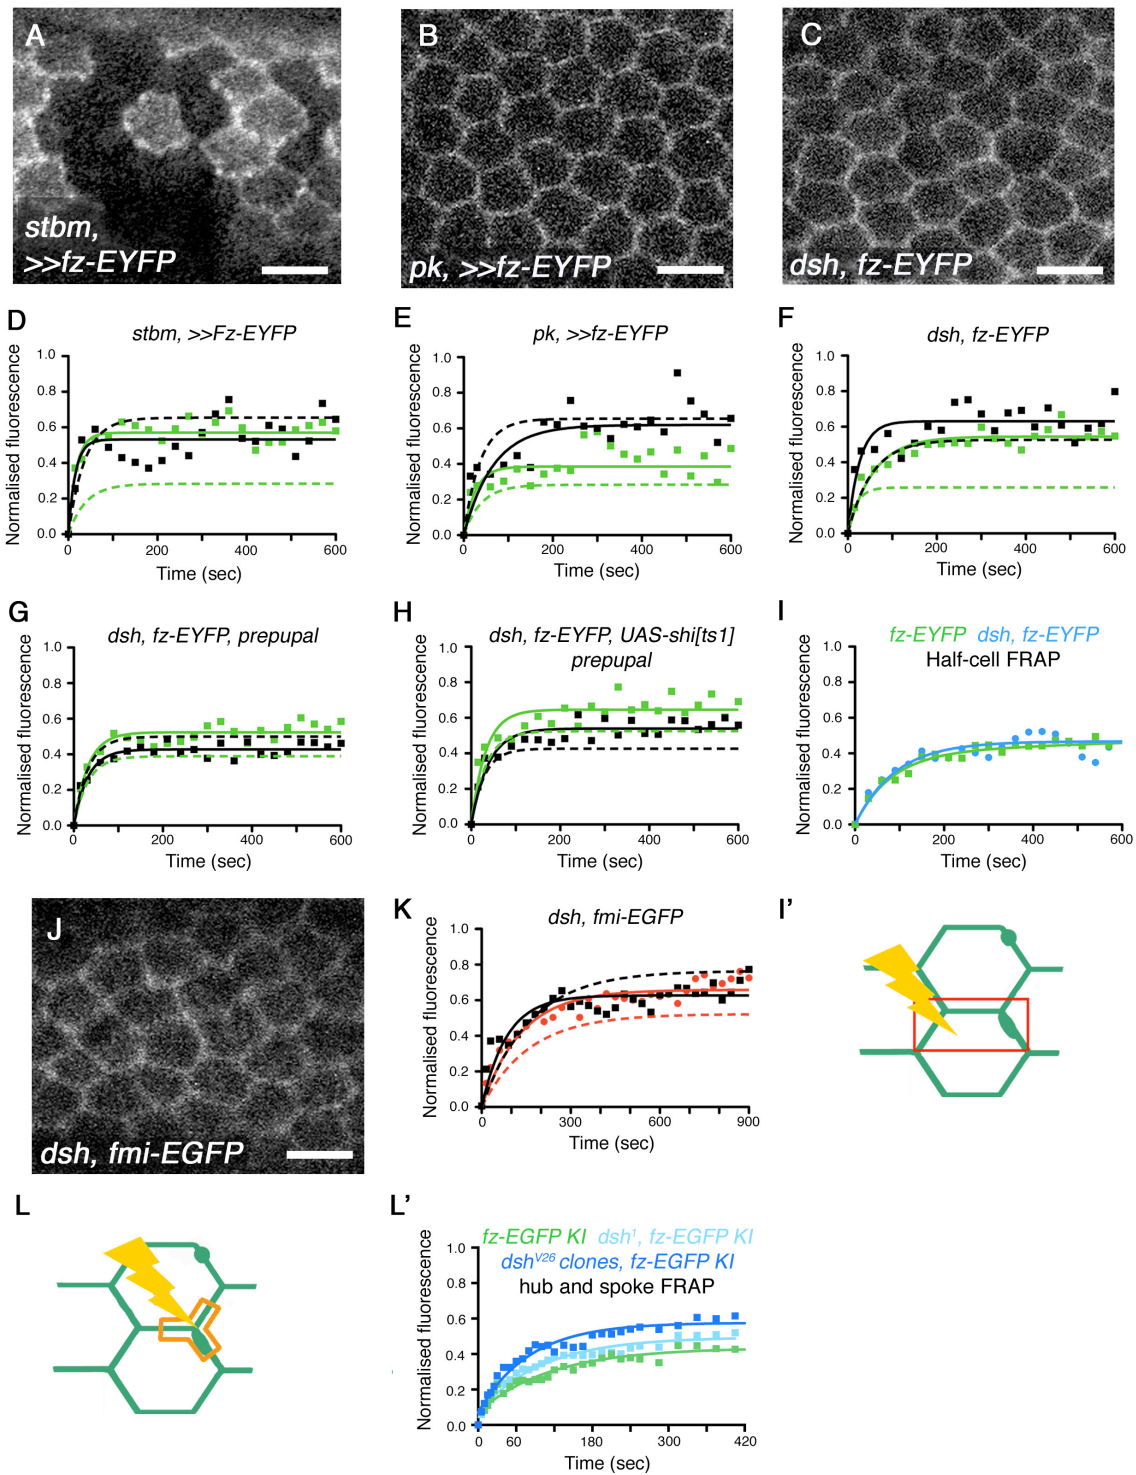 A
stbm,
>>fz-EYFP
B
pk, >>fz-EYFP
C
dsh, fz-EYFP
D
stbm, >>Fz-EYFP
Normalised fluorescence
1.0
0.8
0.6
0.4
0.2
0.0
0 200 400 600
Time (sec)
E
pk, >>fz-EYFP
Normalised fluorescence
1.0
0.8
0.6
0.4
0.2
0.0
0 200 400 600
Time (sec)
F
dsh, fz-EYFP
Normalised fluorescence
1.0
0.8
0.6
0.4
0.2
0.0
0 200 400 600
Time (sec)
G
dsh, fz-EYFP, prepupal
Normalised fluorescence
1.0
0.8
0.6
0.4
0.2
0.0
0 200 400 600
Time (sec)
H
dsh, fz-EYFP, UAS-shi[ts1]
prepupal
Normalised fluorescence
1.0
0.8
0.6
0.4
0.2
0.0
0 200 400 600
Time (sec)
I
fz-EYFP dsh, fz-EYFP
Half-cell FRAP
Normalised fluorescence
1.0
0.8
0.6
0.4
0.2
0.0
0 200 400 600
Time (sec)
J
dsh, fmi-EGFP
K
dsh, fmi-EGFP
Normalised fluorescence
1.0
0.8
0.6
0.4
0.2
0.0
0 300 600 900
Time (sec)
I’
L
L’
fz-EGFP KI dsh¹, fz-EGFP KI
dshⱽ²⁶ clones, fz-EGFP KI
hub and spoke FRAP
Normalised fluorescence
1.0
0.8
0.6
0.4
0.2
0.0
0 60 180 300 420
Time (sec)